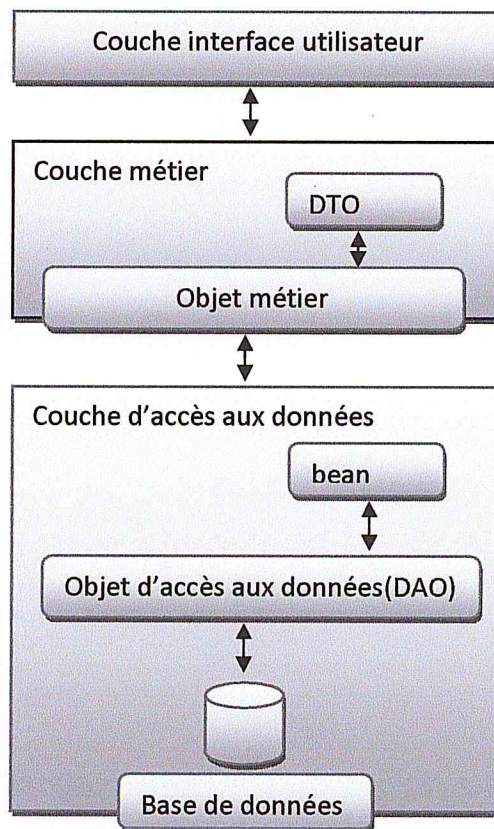 Couche interface utilisateur
Couche métier
DTO
Objet métier
Couche d'accès aux données
bean
Objet d'accès aux données(DAO)
Base de données